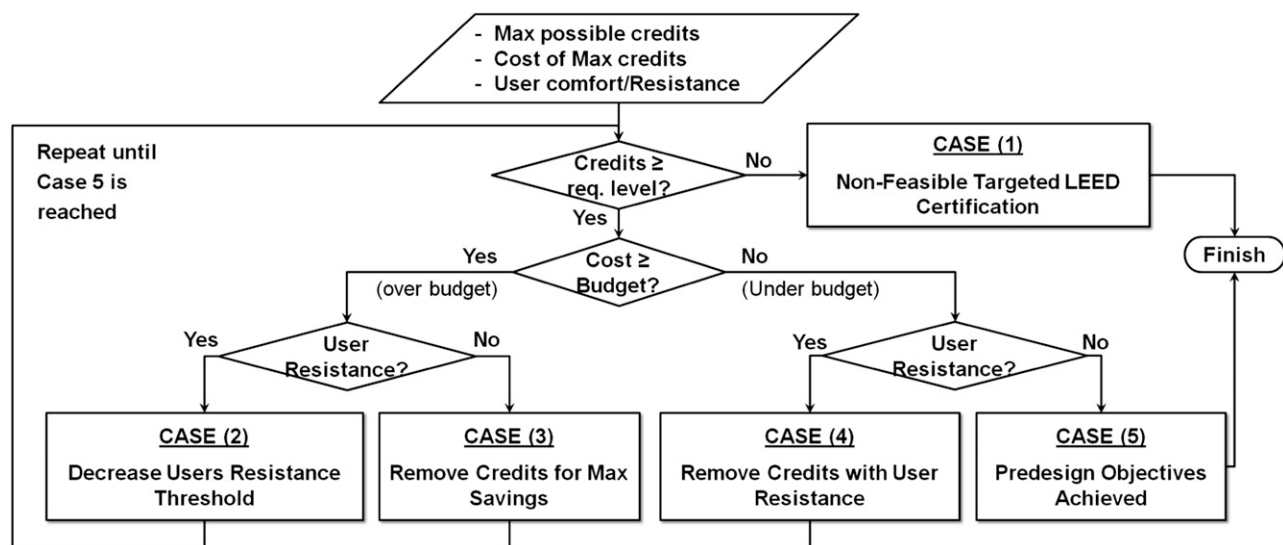 - Max possible credits
- Cost of Max credits
- User comfort/Resistance
Repeat until
Case 5 is
reached
Credits ≥
req. level?
No
Yes
CASE (1)
Non-Feasible Targeted LEED
Certification
Finish
Cost ≥
Budget?
Yes
(over budget)
No
(Under budget)
User
Resistance?
Yes
No
User
Resistance?
Yes
No
CASE (2)
Decrease Users Resistance
Threshold
CASE (3)
Remove Credits for Max
Savings
CASE (4)
Remove Credits with User
Resistance
CASE (5)
Predesign Objectives
Achieved